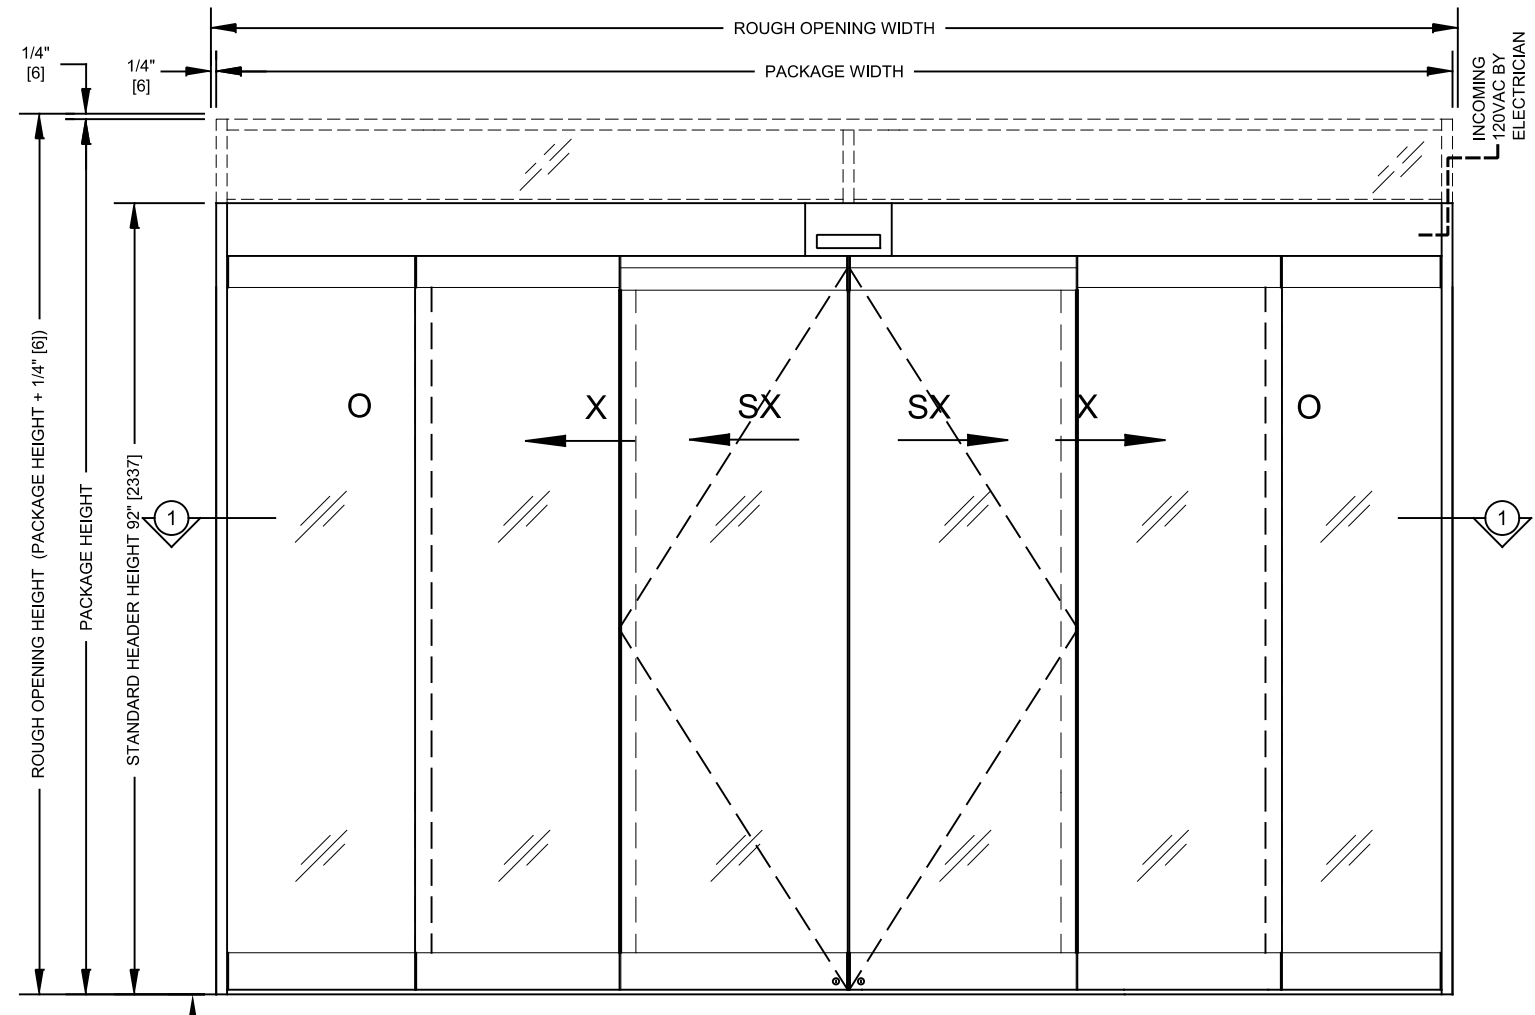 ROUGH OPENING WIDTH
1/4"
[6]
1/4"
[6]
PACKAGE WIDTH
INCOMING
120VAC BY
ELECTRICIAN
ROUGH OPENING HEIGHT (PACKAGE HEIGHT + 1/4" [6])
PACKAGE HEIGHT
STANDARD HEADER HEIGHT 92" [2337]
O X SX SX X O
1 1